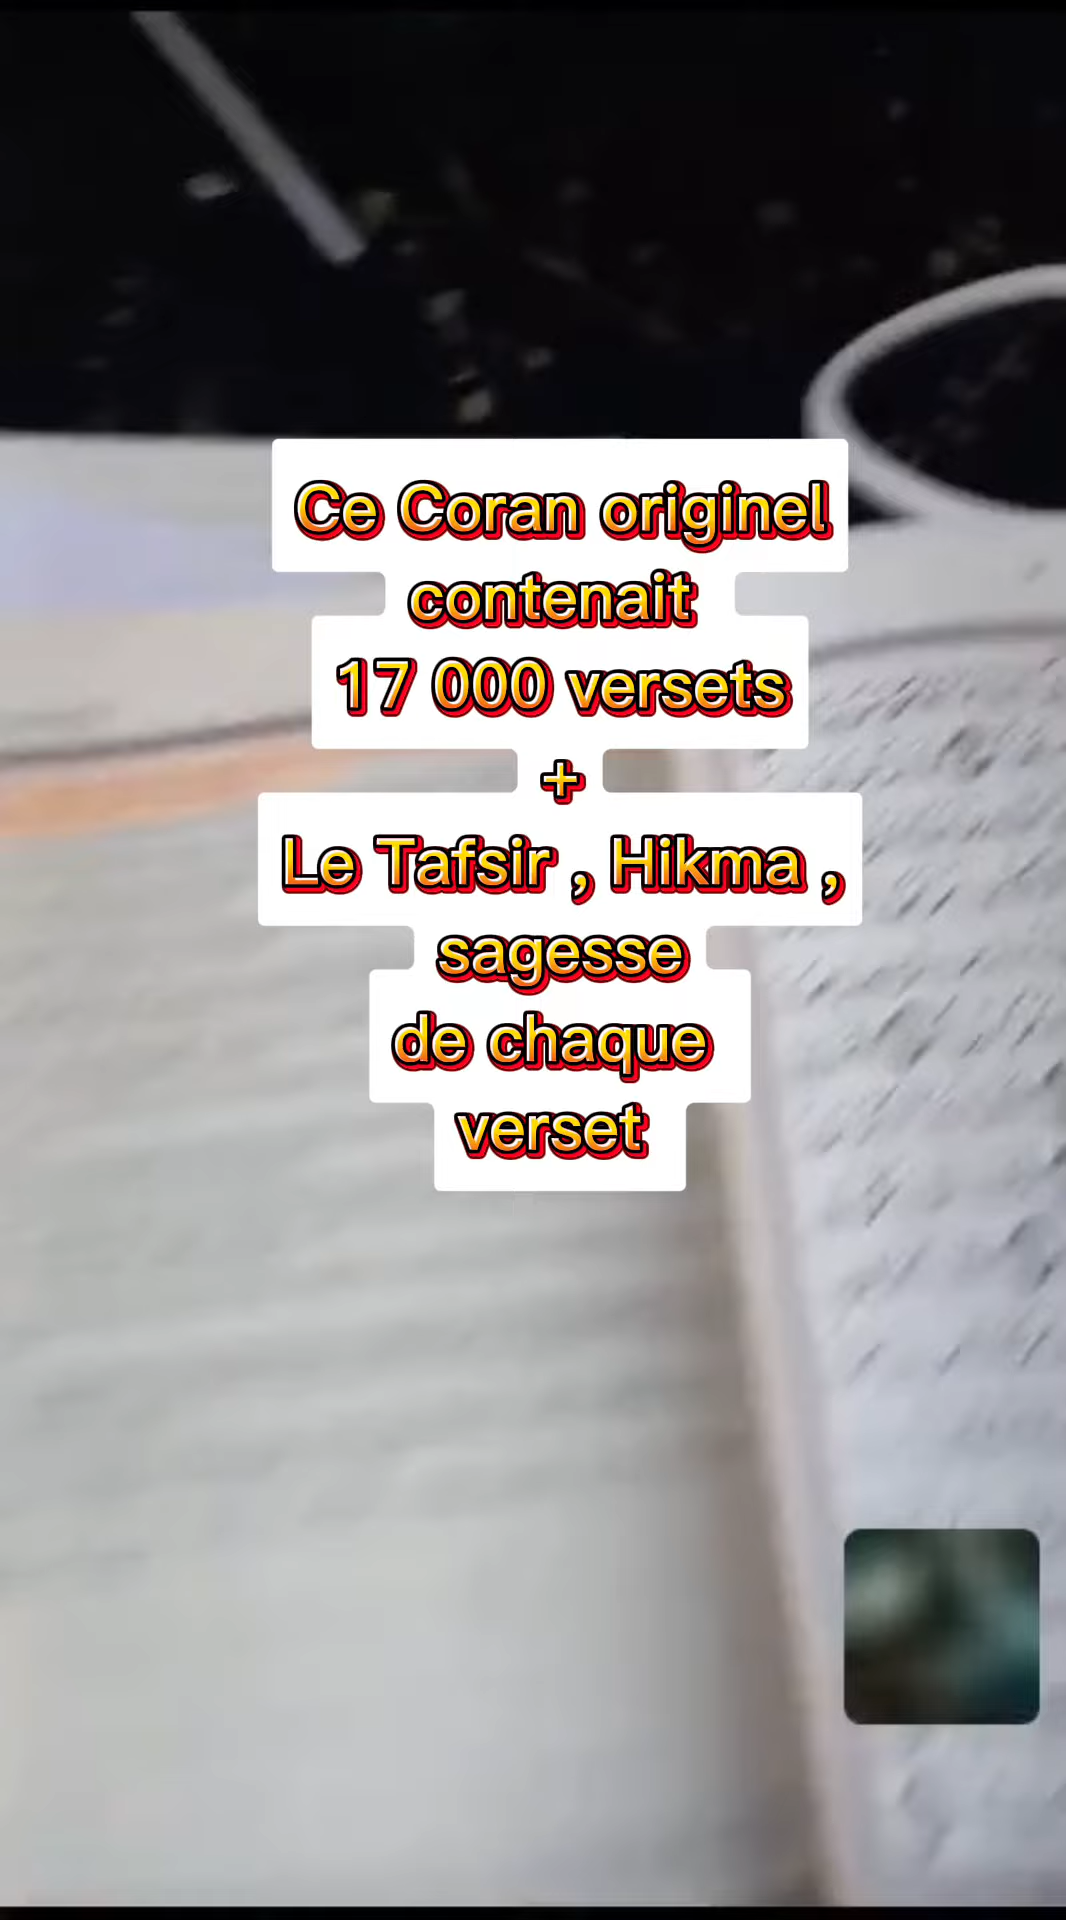 Ce Coran originel
contenait
17 000 versets
+
Le Tafsir , Hikma ,
sagesse
de chaque
verset